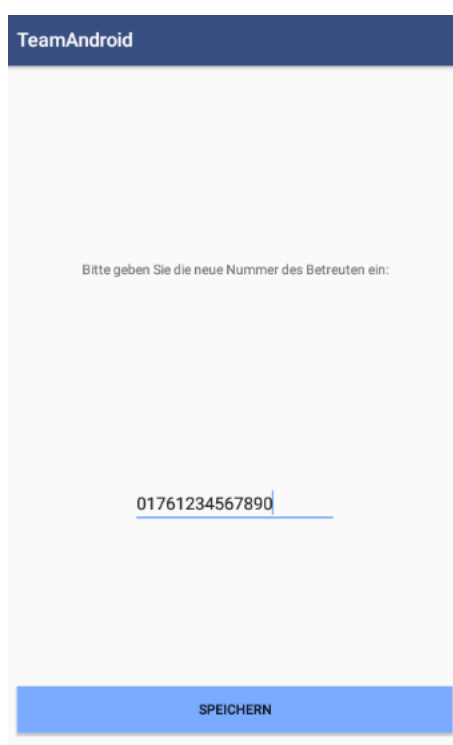 TeamAndroid
Bitte geben Sie die neue Nummer des Betreuten ein:
01761234567890
SPEICHERN